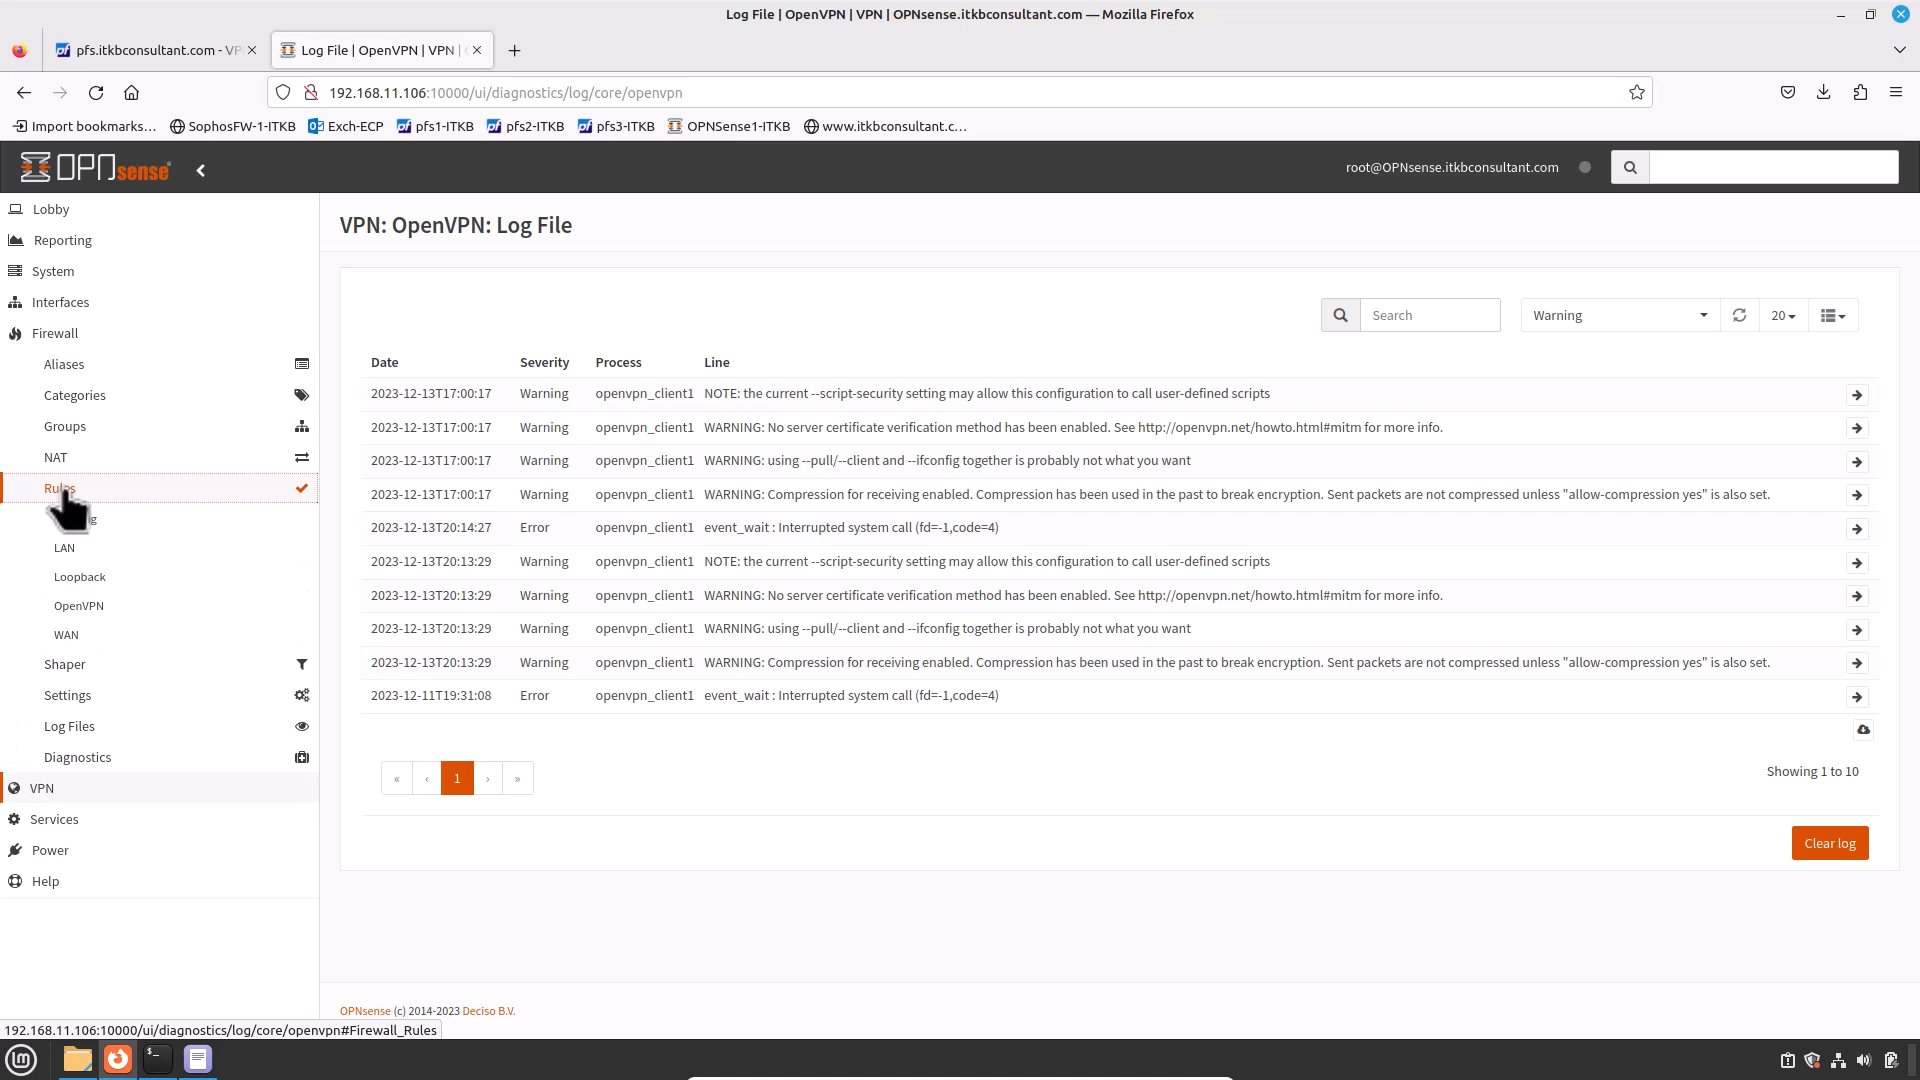 Log File | OpenVPN | VPN | OPNsense.itkbconsultant.com — Mozilla Firefox
pfs.itkbconsultant.com - VP
Log File | OpenVPN | VPN |
192.168.11.106:10000/ui/diagnostics/log/core/openvpn
Import bookmarks…
SophosFW-1-ITKB
Exch-ECP
pfs1-ITKB
pfs2-ITKB
pfs3-ITKB
OPNSense1-ITKB
www.itkbconsultant.c…
OPNsense
root@OPNsense.itkbconsultant.com
Lobby
Reporting
System
Interfaces
Firewall
Aliases
Categories
Groups
NAT
Rules
LAN
Loopback
OpenVPN
WAN
Shaper
Settings
Log Files
Diagnostics
VPN
Services
Power
Help
VPN: OpenVPN: Log File
Search
Warning
20
Date Severity Process Line
2023-12-13T17:00:17 Warning openvpn_client1 NOTE: the current --script-security setting may allow this configuration to call user-defined scripts
2023-12-13T17:00:17 Warning openvpn_client1 WARNING: No server certificate verification method has been enabled. See http://openvpn.net/howto.html#mitm for more info.
2023-12-13T17:00:17 Warning openvpn_client1 WARNING: using --pull/--client and --ifconfig together is probably not what you want
2023-12-13T17:00:17 Warning openvpn_client1 WARNING: Compression for receiving enabled. Compression has been used in the past to break encryption. Sent packets are not compressed unless "allow-compression yes" is also set.
2023-12-13T20:14:27 Error openvpn_client1 event_wait : Interrupted system call (fd=-1,code=4)
2023-12-13T20:13:29 Warning openvpn_client1 NOTE: the current --script-security setting may allow this configuration to call user-defined scripts
2023-12-13T20:13:29 Warning openvpn_client1 WARNING: No server certificate verification method has been enabled. See http://openvpn.net/howto.html#mitm for more info.
2023-12-13T20:13:29 Warning openvpn_client1 WARNING: using --pull/--client and --ifconfig together is probably not what you want
2023-12-13T20:13:29 Warning openvpn_client1 WARNING: Compression for receiving enabled. Compression has been used in the past to break encryption. Sent packets are not compressed unless "allow-compression yes" is also set.
2023-12-11T19:31:08 Error openvpn_client1 event_wait : Interrupted system call (fd=-1,code=4)
« ‹ 1 › »
Showing 1 to 10
Clear log
OPNsense (c) 2014-2023 Deciso B.V.
192.168.11.106:10000/ui/diagnostics/log/core/openvpn#Firewall_Rules